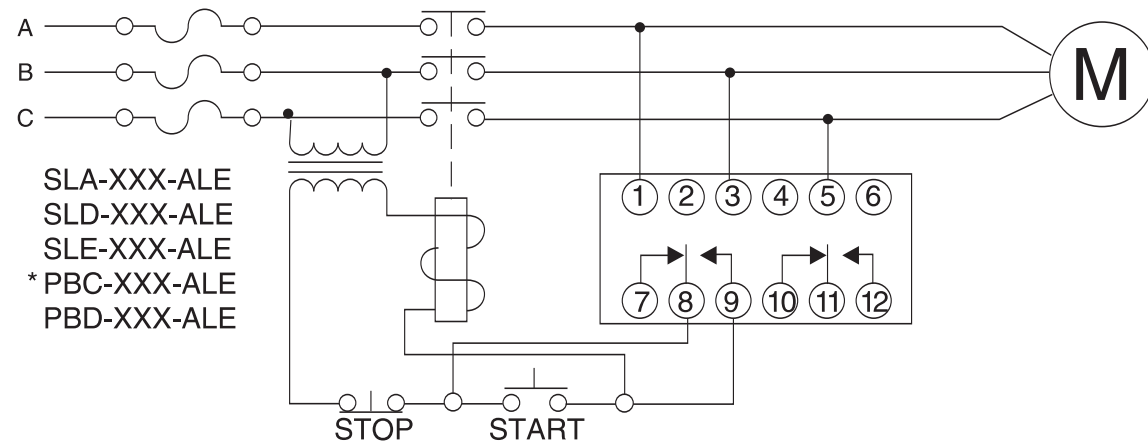 A
B
C
M
SLA-XXX-ALE
SLD-XXX-ALE
SLE-XXX-ALE
* PBC-XXX-ALE
PBD-XXX-ALE
1 2 3 4 5 6
7 8 9 10 11 12
STOP START